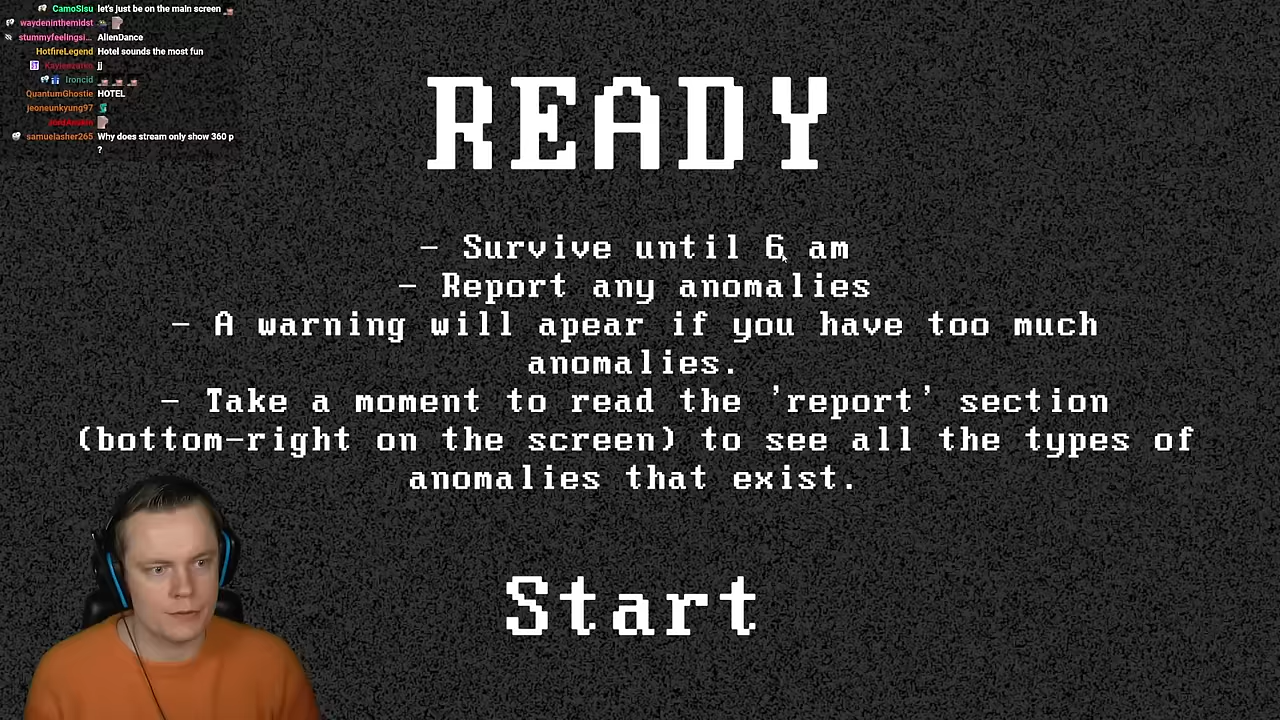 CamoSisu let's just be on the main screen
waydeninthemidst
stummyfeelingsi... AlienDance
HotfireLegend Hotel sounds the most fun
jj
Ironcid
QuantumGhostie HOTEL
jeoneunkyung97
samuelasher265 Why does stream only show 360 p
?
READY
- Survive until 6 am
- Report any anomalies
- A warning will apear if you have too much
anomalies.
- Take a moment to read the 'report' section
(bottom-right on the screen) to see all the types of
anomalies that exist.
Start